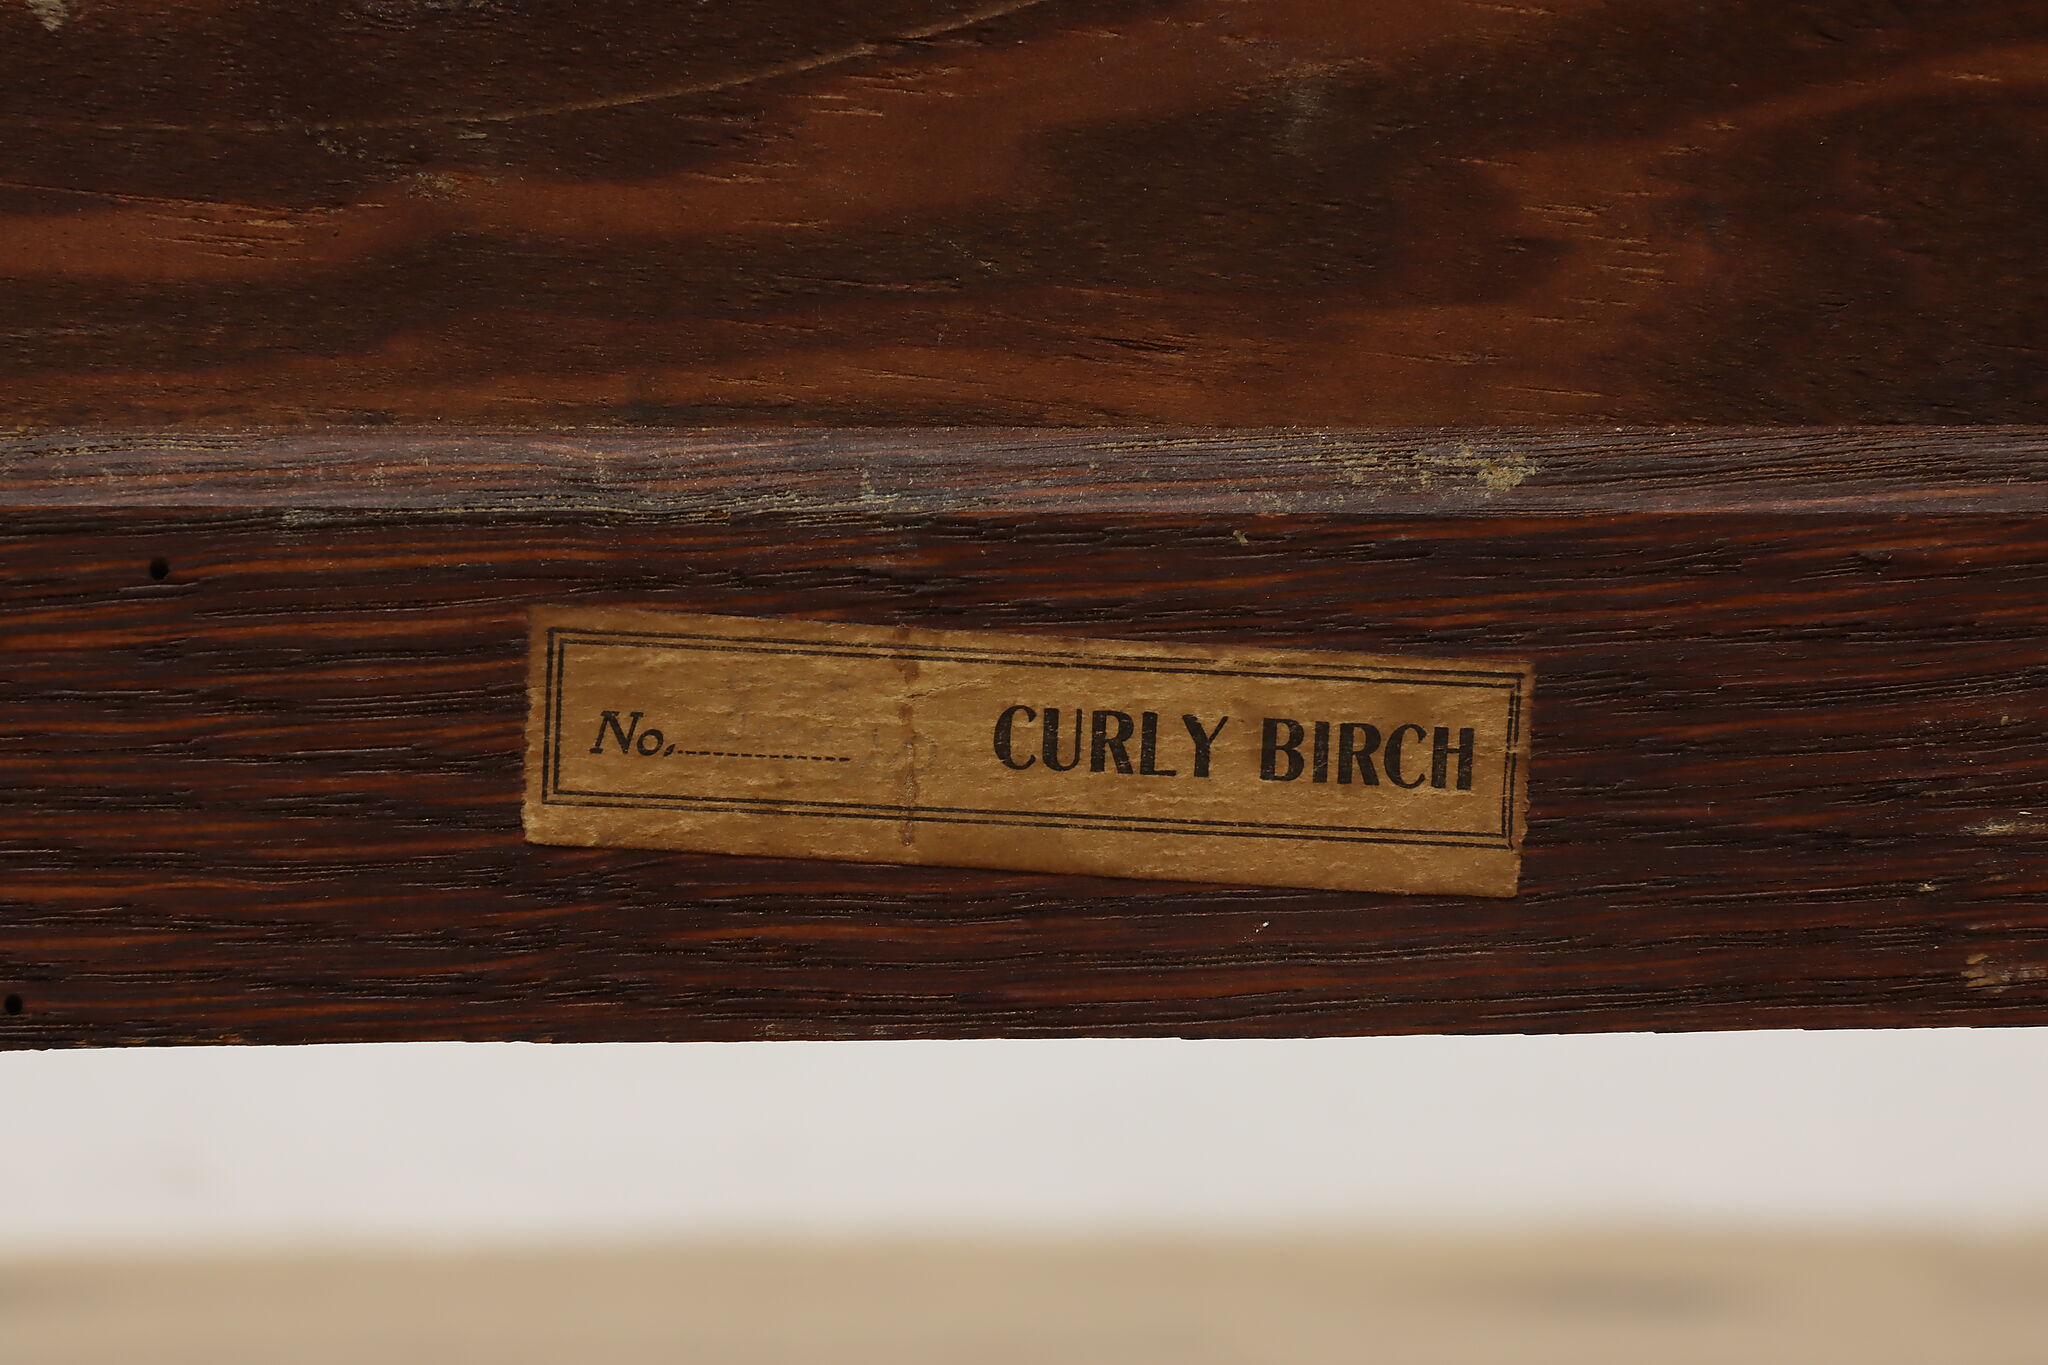 No. ............ CURLY BIRCH